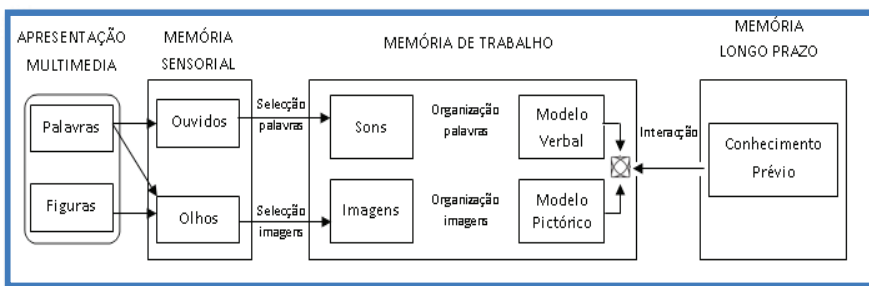 APRESENTAÇÃO
MULTIMEDIA
Palavras
Figuras
MEMÓRIA
SENSORIAL
Ouvidos
Olhos
Selecção
palavras
Selecção
imagens
MEMÓRIA DE TRABALHO
Sons
Imagens
Organização
palavras
Organização
imagens
Modelo
Verbal
Modelo
Pictórico
Interacção
MEMÓRIA
LONGO PRAZO
Conhecimento
Prévio